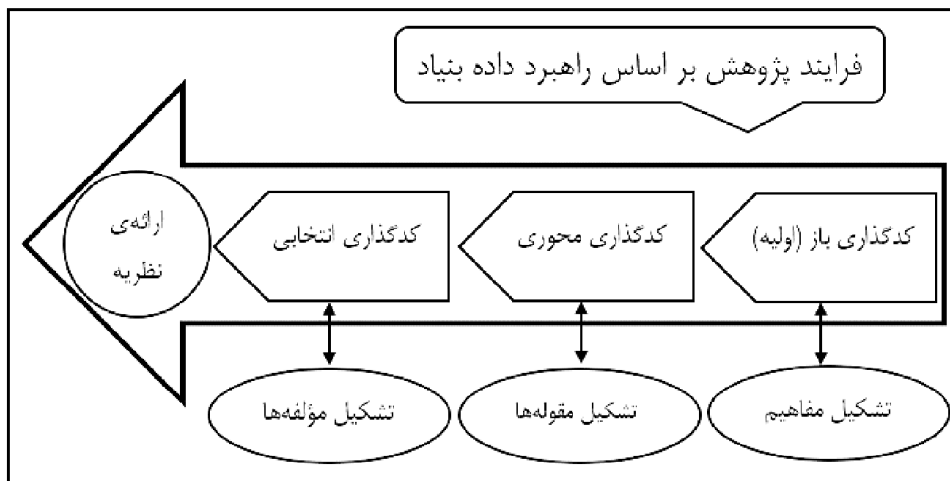 فرایند پژوهش بر اساس راهبرد داده بنیاد
کدگذاری باز (اولیه)
کدگذاری محوری
کدگذاری انتخابی
ارائه‌ی
نظریه
تشکیل مفاهیم
تشکیل مقوله‌ها
تشکیل مؤلفه‌ها